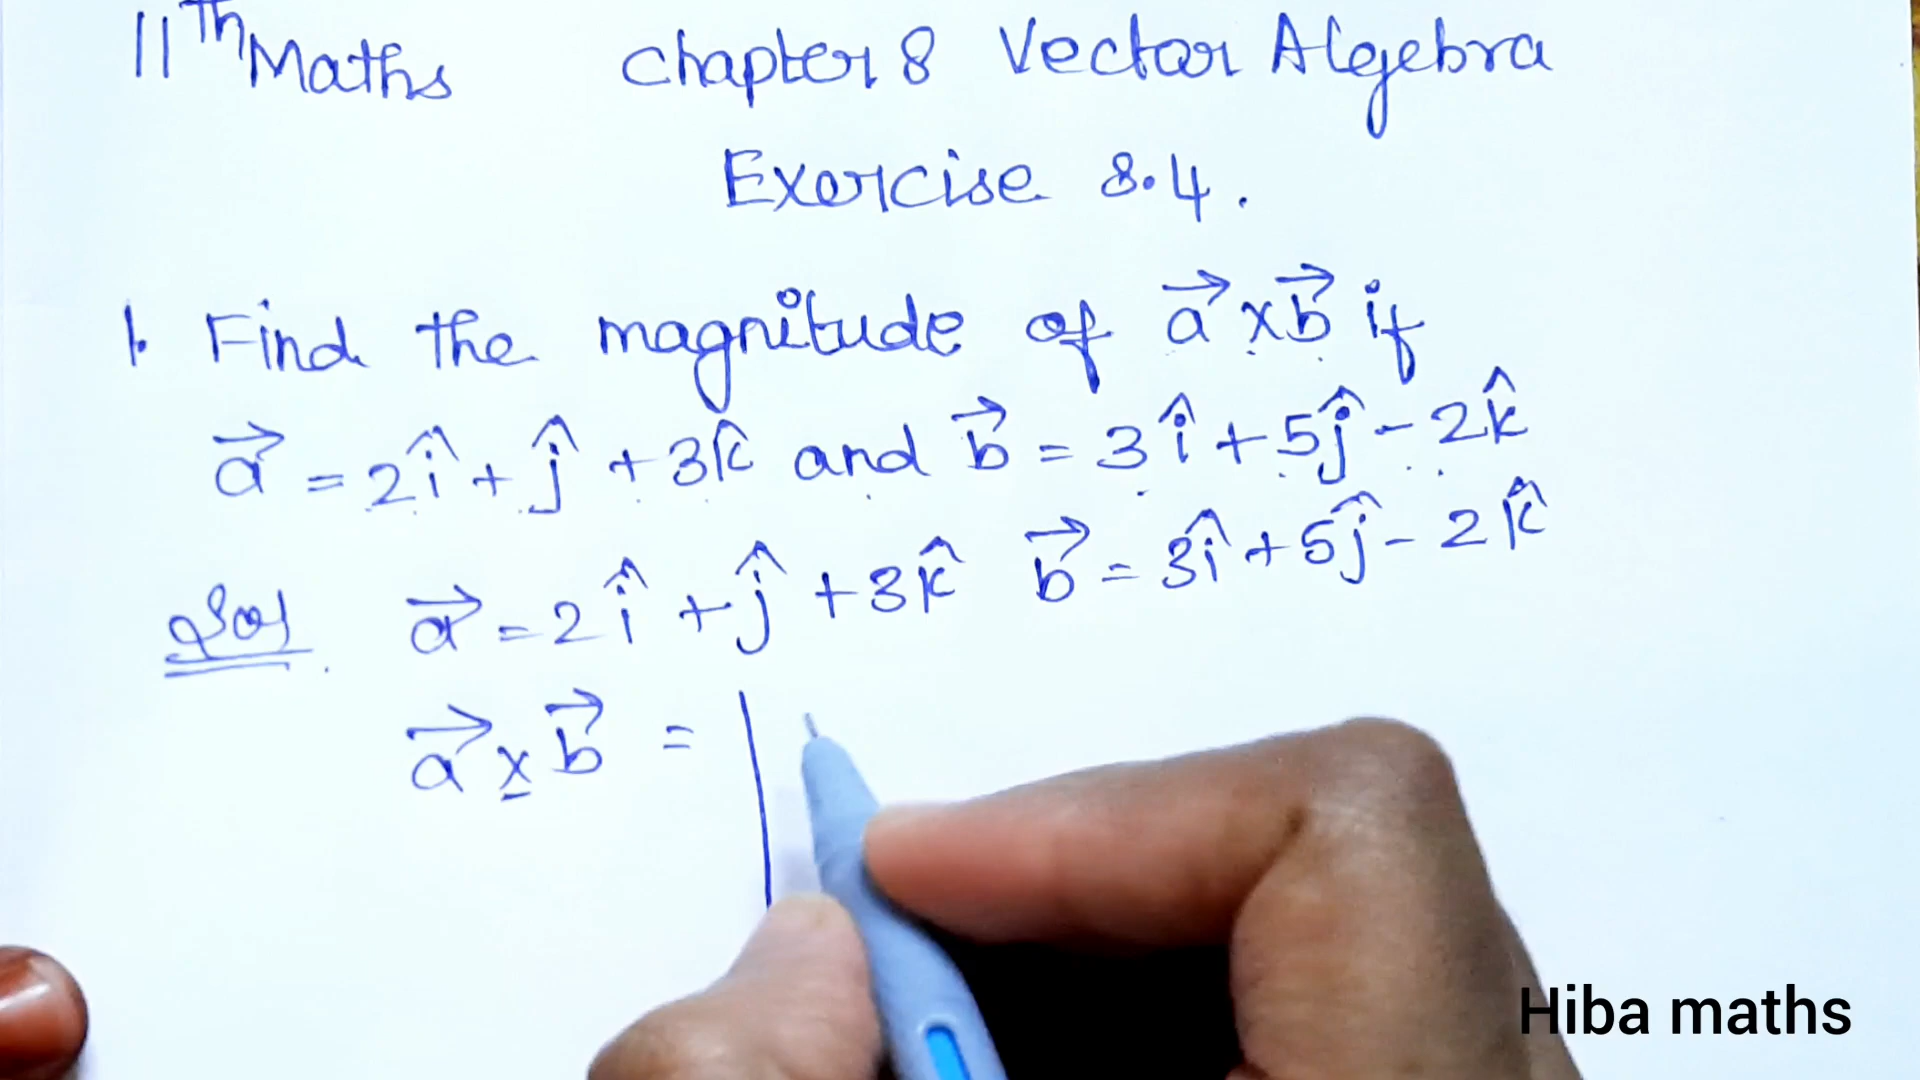 11Th Maths Chapter 8 Vector Algebra
Exercise 8.4.
1. Find the magnitude of a⃗ × b⃗ if
a⃗ = 2î + ĵ + 3k̂ and b⃗ = 3î + 5ĵ - 2k̂
Sol. a⃗ = 2î + ĵ + 3k̂ b⃗ = 3î + 5ĵ - 2k̂
a⃗ × b⃗ = |
Hiba maths